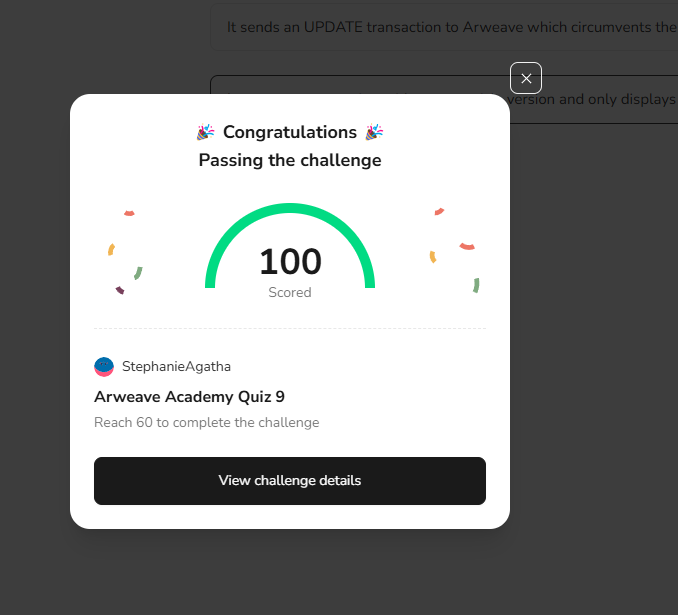 It sends an UPDATE transaction to Arweave which circumvents the
version and only displays
Congratulations
Passing the challenge
100
Scored
StephanieAgatha
Arweave Academy Quiz 9
Reach 60 to complete the challenge
View challenge details